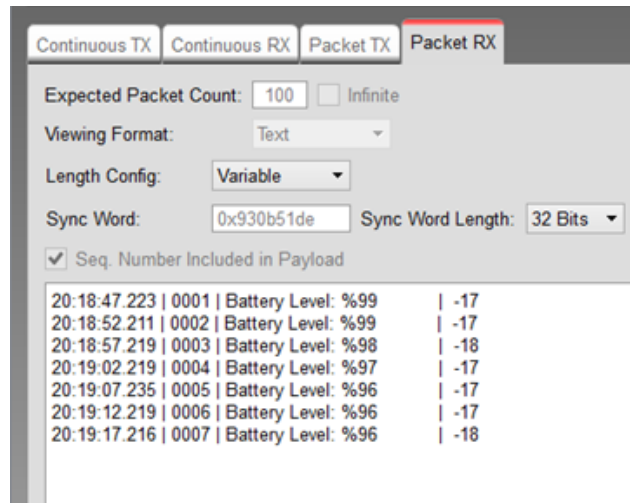 Continuous TX Continuous RX Packet TX Packet RX
Expected Packet Count: 100 Infinite
Viewing Format: Text
Length Config: Variable
Sync Word: 0x930b51de Sync Word Length: 32 Bits
Seq. Number Included in Payload
20:18:47.223 | 0001 | Battery Level: %99 | -17
20:18:52.211 | 0002 | Battery Level: %99 | -17
20:18:57.219 | 0003 | Battery Level: %98 | -18
20:19:02.219 | 0004 | Battery Level: %97 | -17
20:19:07.235 | 0005 | Battery Level: %96 | -17
20:19:12.219 | 0006 | Battery Level: %96 | -17
20:19:17.216 | 0007 | Battery Level: %96 | -18